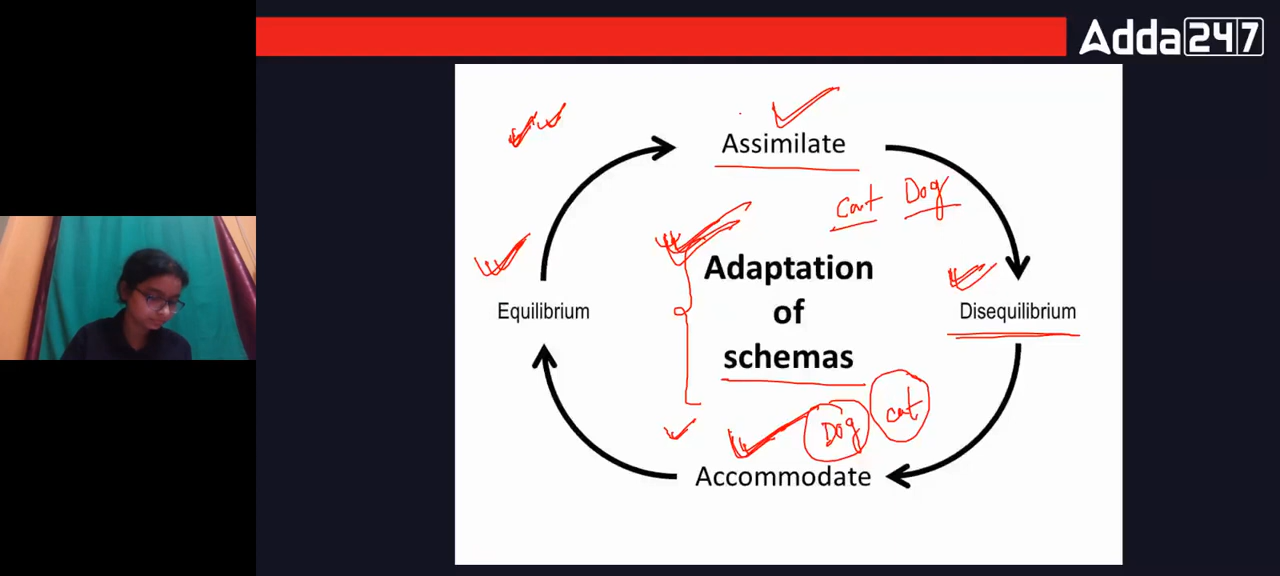 Adda247
Assimilate
Cat Dog
Adaptation
of
schemas
Equilibrium
Disequilibrium
Dog cat
Accommodate